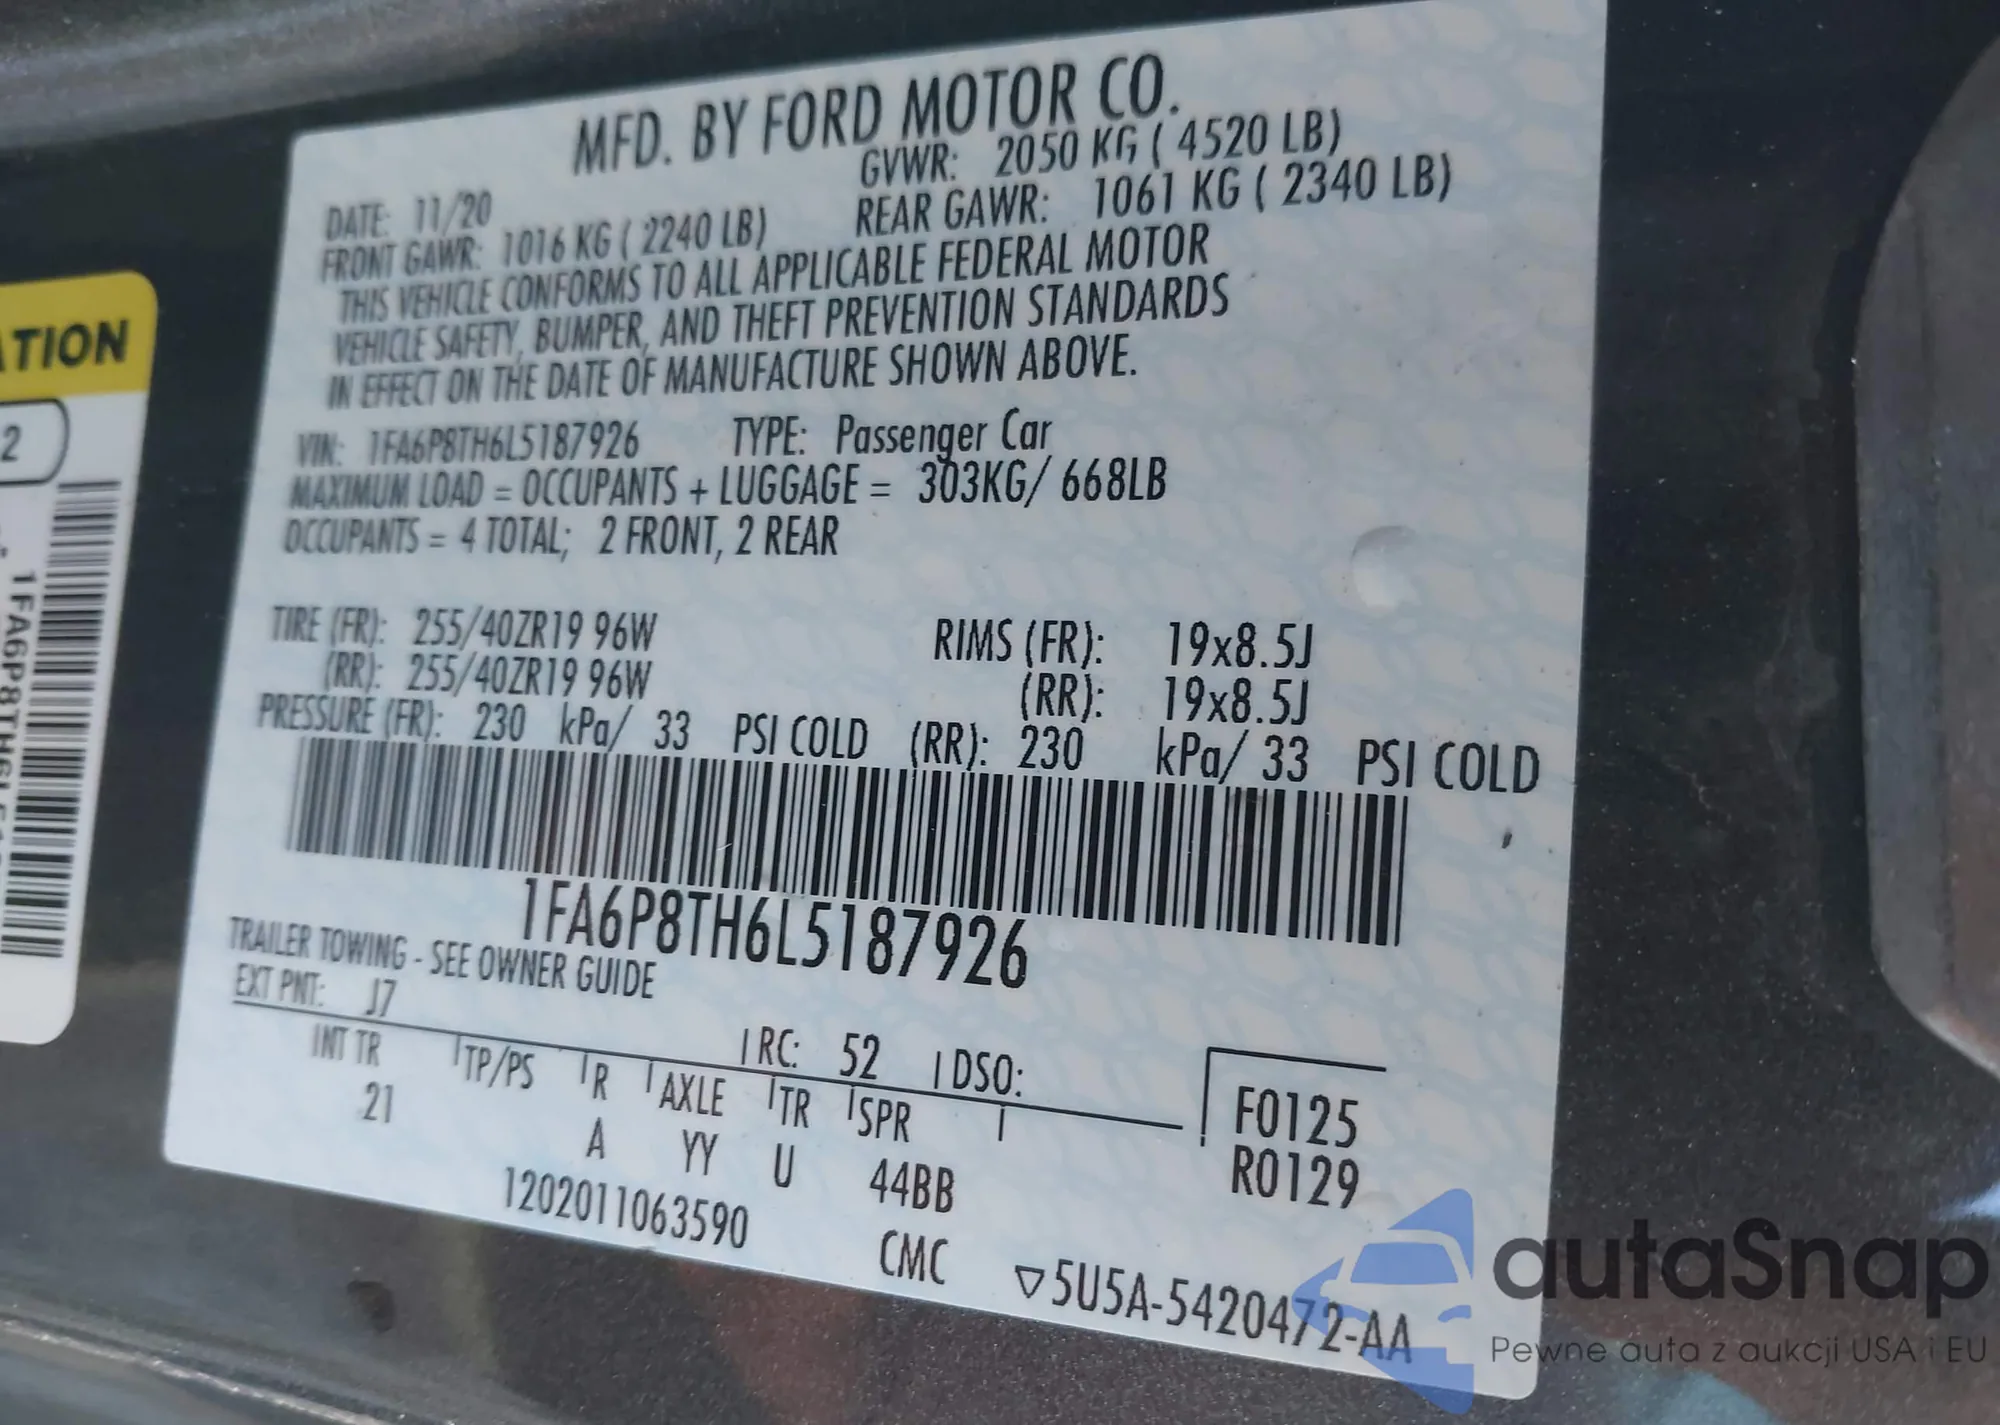 MFD. BY FORD MOTOR CO.
DATE: 11/20 GVWR: 2050 KG ( 4520 LB)
FRONT GAWR: 1016 KG ( 2240 LB) REAR GAWR: 1061 KG ( 2340 LB)
THIS VEHICLE CONFORMS TO ALL APPLICABLE FEDERAL MOTOR
VEHICLE SAFETY, BUMPER, AND THEFT PREVENTION STANDARDS
IN EFFECT ON THE DATE OF MANUFACTURE SHOWN ABOVE.
VIN: 1FA6P8TH6L5187926 TYPE: Passenger Car
MAXIMUM LOAD = OCCUPANTS + LUGGAGE = 303KG/ 668LB
OCCUPANTS = 4 TOTAL; 2 FRONT, 2 REAR
TIRE (FR): 255/40ZR19 96W RIMS (FR): 19x8.5J
(RR): 255/40ZR19 96W (RR): 19x8.5J
PRESSURE (FR): 230 kPa/ 33 PSI COLD (RR): 230 kPa/ 33 PSI COLD
1FA6P8TH6L5187926
TRAILER TOWING - SEE OWNER GUIDE
EXT PNT: J7 RC: 52 DSO:
INT TR TP/PS R AXLE TR SPR
21 A YY U 44BB
F0125
R0129
1202011063590 CMC ▽5U5A-5420472-AA
ATION
2
1FA6P8TH6L51
autaSnap
Pewne auta z aukcji USA i EU